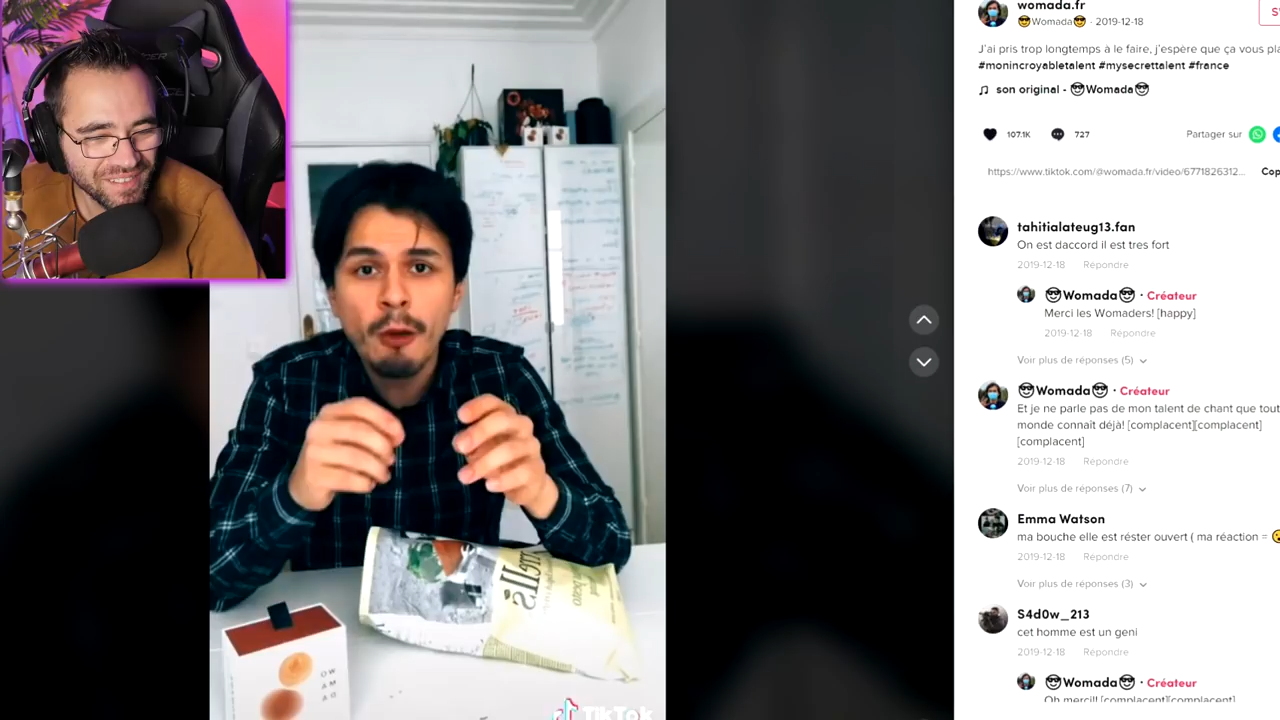 womada.fr
😎Womada😎 · 2019-12-18
J'ai pris trop longtemps à le faire, j'espère que ça vous
#monincroyabletalent #mysecrettalent #france
♫ son original - 😎Womada😎
107.1K
727
Partager sur
https://www.tiktok.com/@womada.fr/video/6771826312...
tahitialateug13.fan
On est daccord il est tres fort
2019-12-18 Répondre
😎Womada😎 · Créateur
Merci les Womaders! [happy]
2019-12-18 Répondre
Voir plus de réponses (5)
😎Womada😎 · Créateur
Et je ne parle pas de mon talent de chant que tout
monde connaît déjà! [complacent][complacent]
[complacent]
2019-12-18 Répondre
Voir plus de réponses (7)
Emma Watson
ma bouche elle est réster ouvert ( ma réaction =
2019-12-18 Répondre
Voir plus de réponses (3)
S4d0w_213
cet homme est un geni
2019-12-18 Répondre
😎Womada😎 · Créateur
Oh merci!! [complacent][complacent]
TikTok